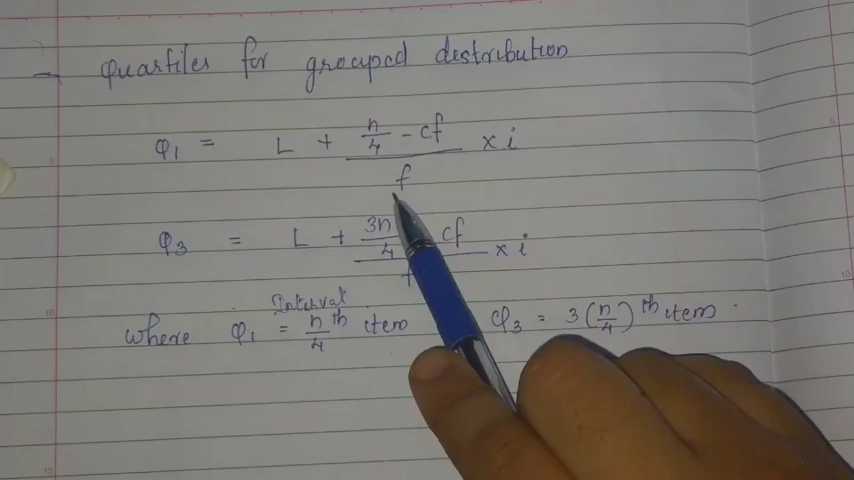 → Quartiles for grouped distribution
Q1 = L + (n/4 - cf)/f x i
Q3 = L + (3n/4 cf)/f x i
Interval
where Q1 = n/4 th item Q3 = 3(n/4) th item